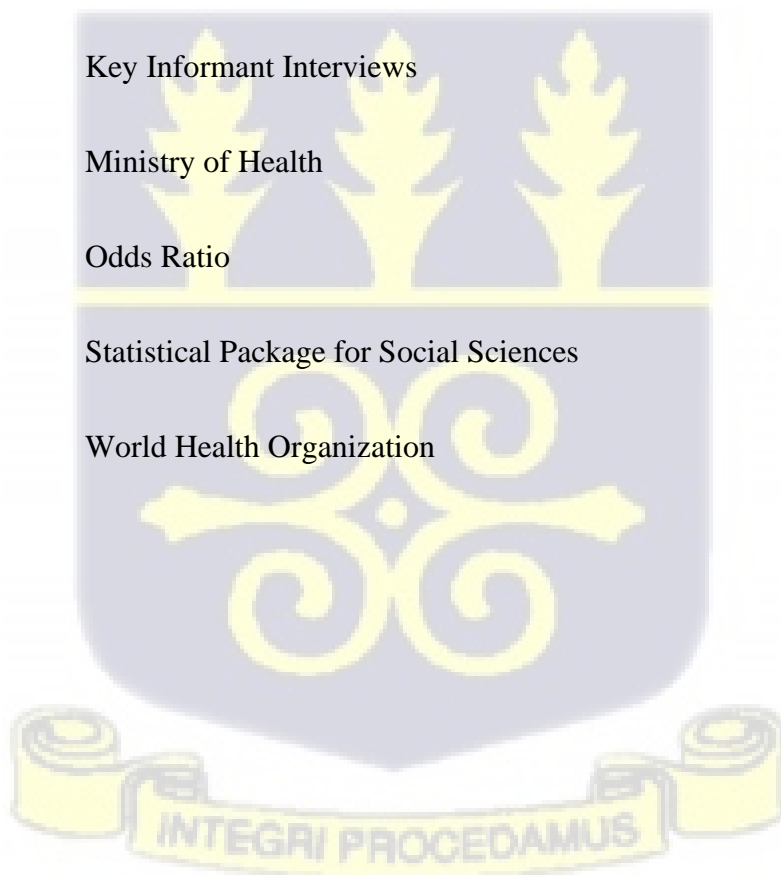 Key Informant Interviews
Ministry of Health
Odds Ratio
Statistical Package for Social Sciences
World Health Organization
INTEGRI PROCEDAMUS